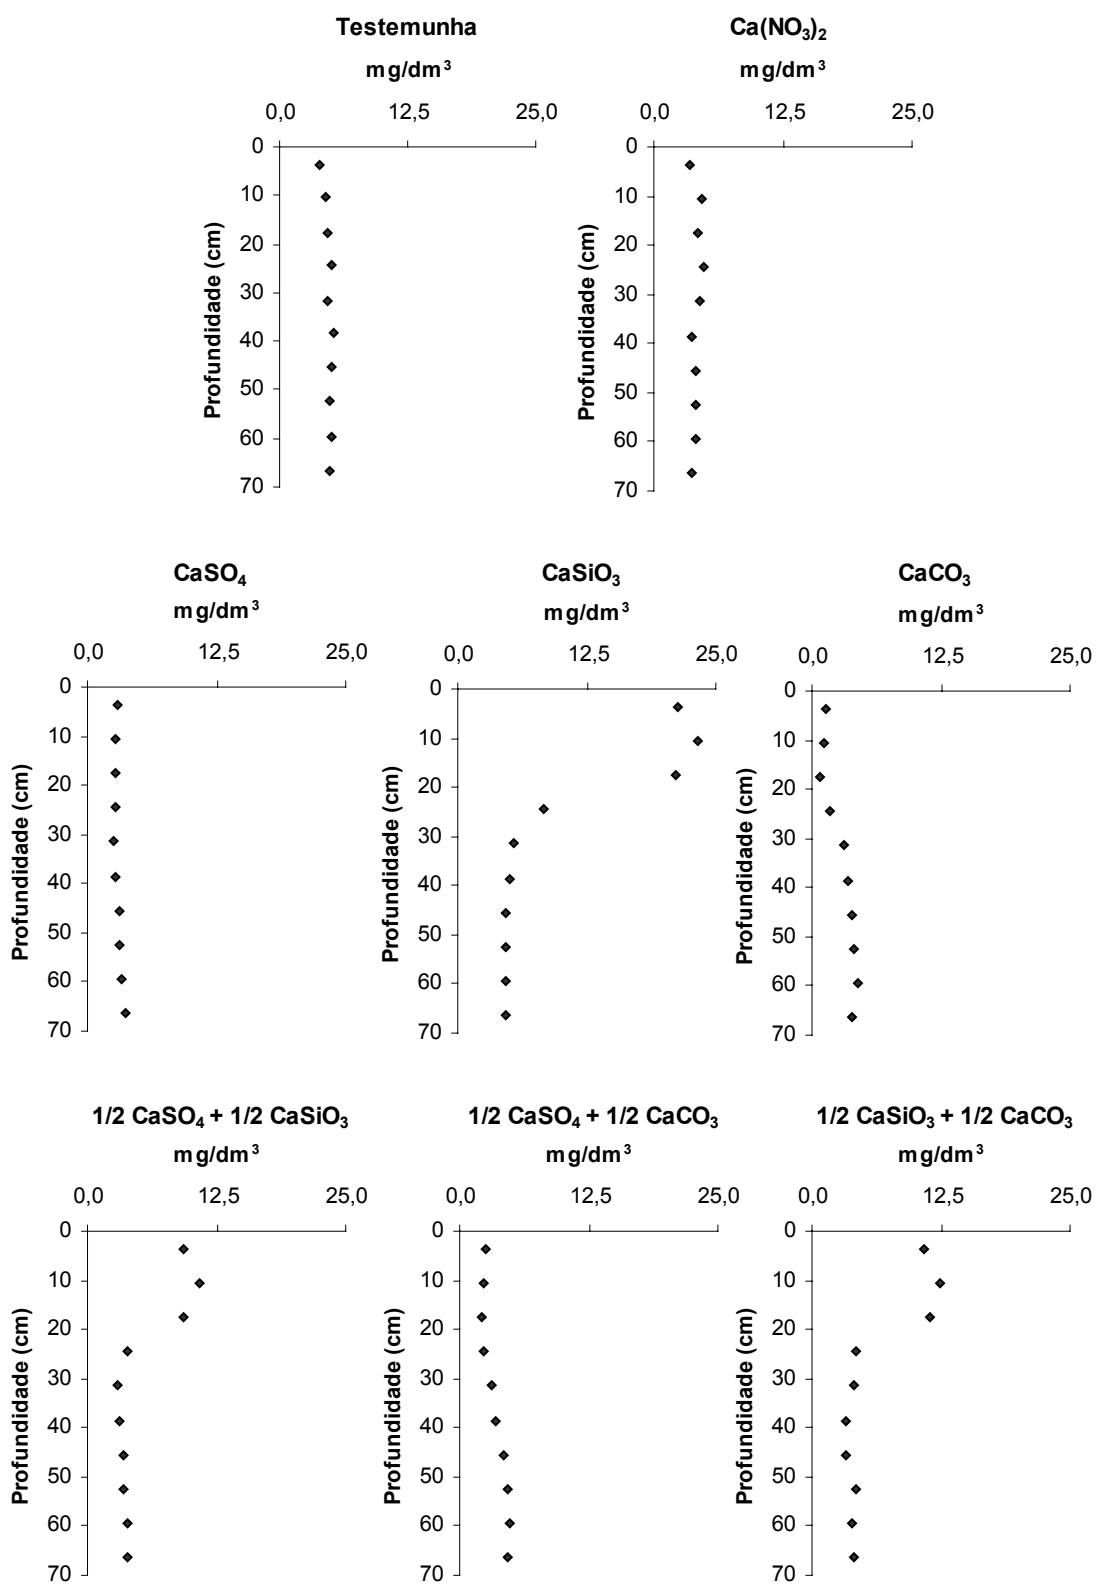 Testemunha
mg/dm³
0,0 12,5 25,0
0
10
20
30
40
50
60
70
Profundidade (cm)
Ca(NO₃)₂
mg/dm³
0,0 12,5 25,0
0
10
20
30
40
50
60
70
Profundidade (cm)
CaSO₄
mg/dm³
0,0 12,5 25,0
0
10
20
30
40
50
60
70
Profundidade (cm)
CaSiO₃
mg/dm³
0,0 12,5 25,0
0
10
20
30
40
50
60
70
Profundidade (cm)
CaCO₃
mg/dm³
0,0 12,5 25,0
0
10
20
30
40
50
60
70
Profundidade (cm)
1/2 CaSO₄ + 1/2 CaSiO₃
mg/dm³
0,0 12,5 25,0
0
10
20
30
40
50
60
70
Profundidade (cm)
1/2 CaSO₄ + 1/2 CaCO₃
mg/dm³
0,0 12,5 25,0
0
10
20
30
40
50
60
70
Profundidade (cm)
1/2 CaSiO₃ + 1/2 CaCO₃
mg/dm³
0,0 12,5 25,0
0
10
20
30
40
50
60
70
Profundidade (cm)